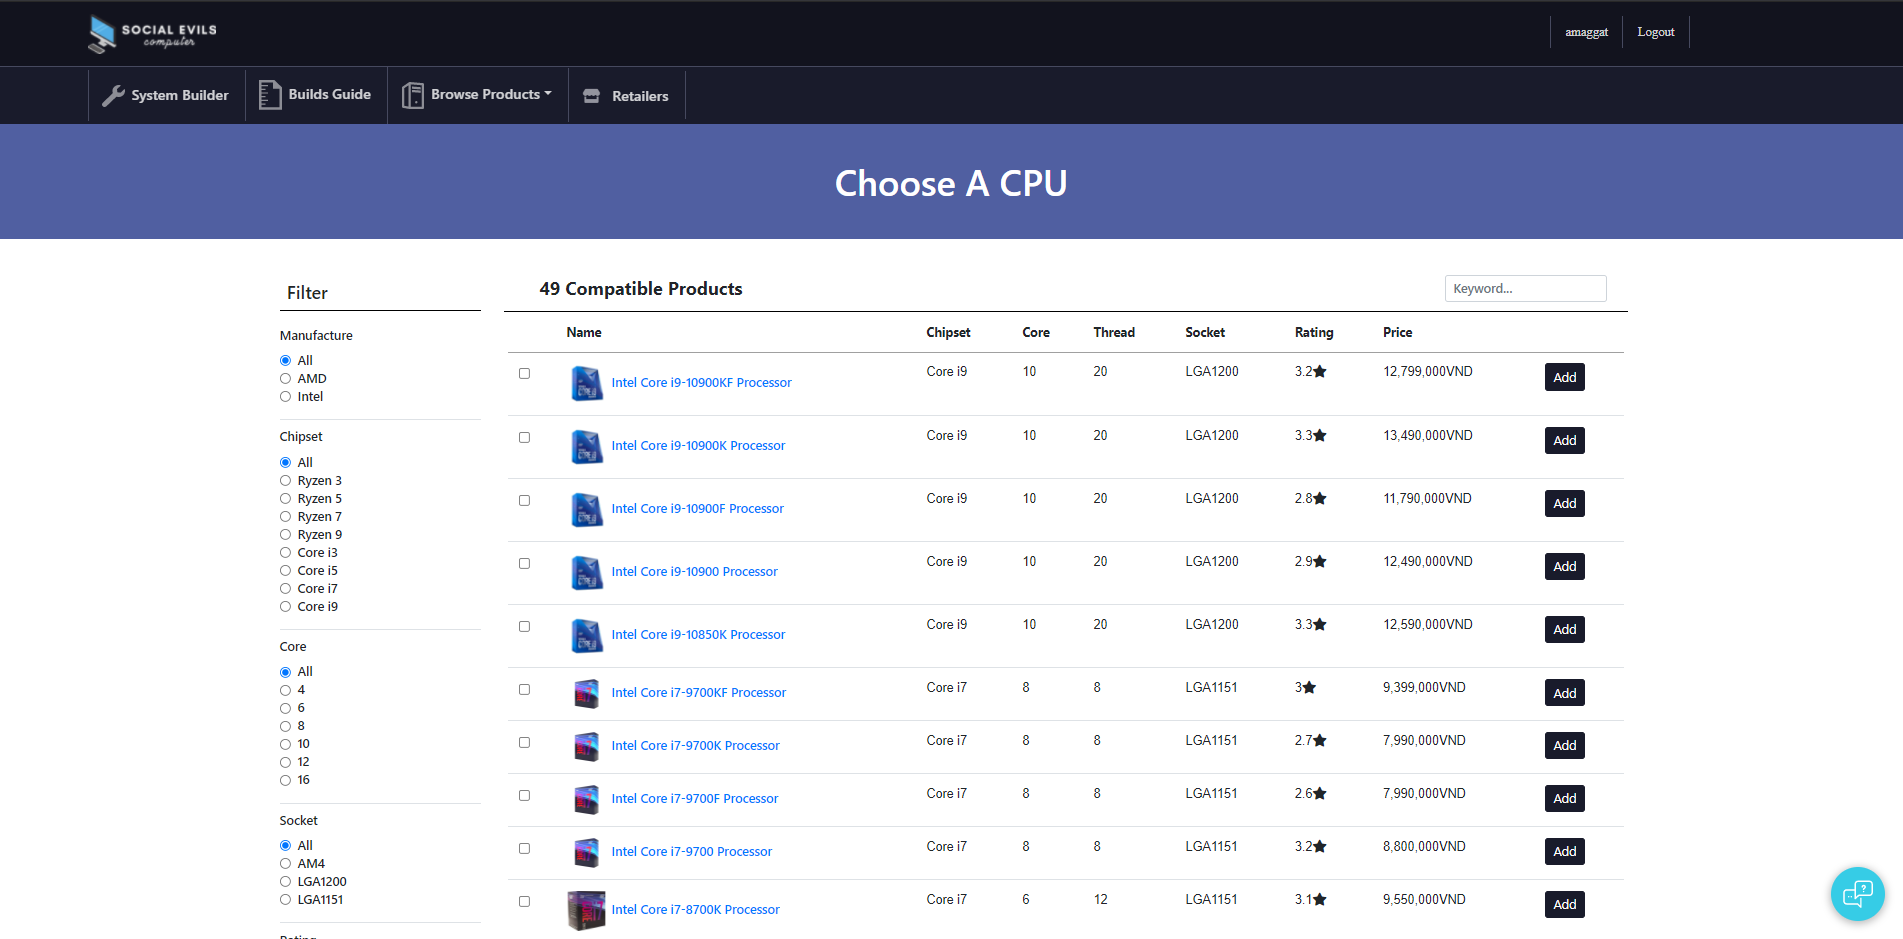 SOCIAL EVILS
computer
amaggat
Logout
System Builder
Builds Guide
Browse Products
Retailers
Choose A CPU
Filter
Manufacture
All
AMD
Intel
Chipset
All
Ryzen 3
Ryzen 5
Ryzen 7
Ryzen 9
Core i3
Core i5
Core i7
Core i9
Core
All
4
6
8
10
12
16
Socket
All
AM4
LGA1200
LGA1151
49 Compatible Products
Keyword...
Name Chipset Core Thread Socket Rating Price
Intel Core i9-10900KF Processor Core i9 10 20 LGA1200 3.2★ 12,799,000VND Add
Intel Core i9-10900K Processor Core i9 10 20 LGA1200 3.3★ 13,490,000VND Add
Intel Core i9-10900F Processor Core i9 10 20 LGA1200 2.8★ 11,790,000VND Add
Intel Core i9-10900 Processor Core i9 10 20 LGA1200 2.9★ 12,490,000VND Add
Intel Core i9-10850K Processor Core i9 10 20 LGA1200 3.3★ 12,590,000VND Add
Intel Core i7-9700KF Processor Core i7 8 8 LGA1151 3★ 9,399,000VND Add
Intel Core i7-9700K Processor Core i7 8 8 LGA1151 2.7★ 7,990,000VND Add
Intel Core i7-9700F Processor Core i7 8 8 LGA1151 2.6★ 7,990,000VND Add
Intel Core i7-9700 Processor Core i7 8 8 LGA1151 3.2★ 8,800,000VND Add
Intel Core i7-8700K Processor Core i7 6 12 LGA1151 3.1★ 9,550,000VND Add